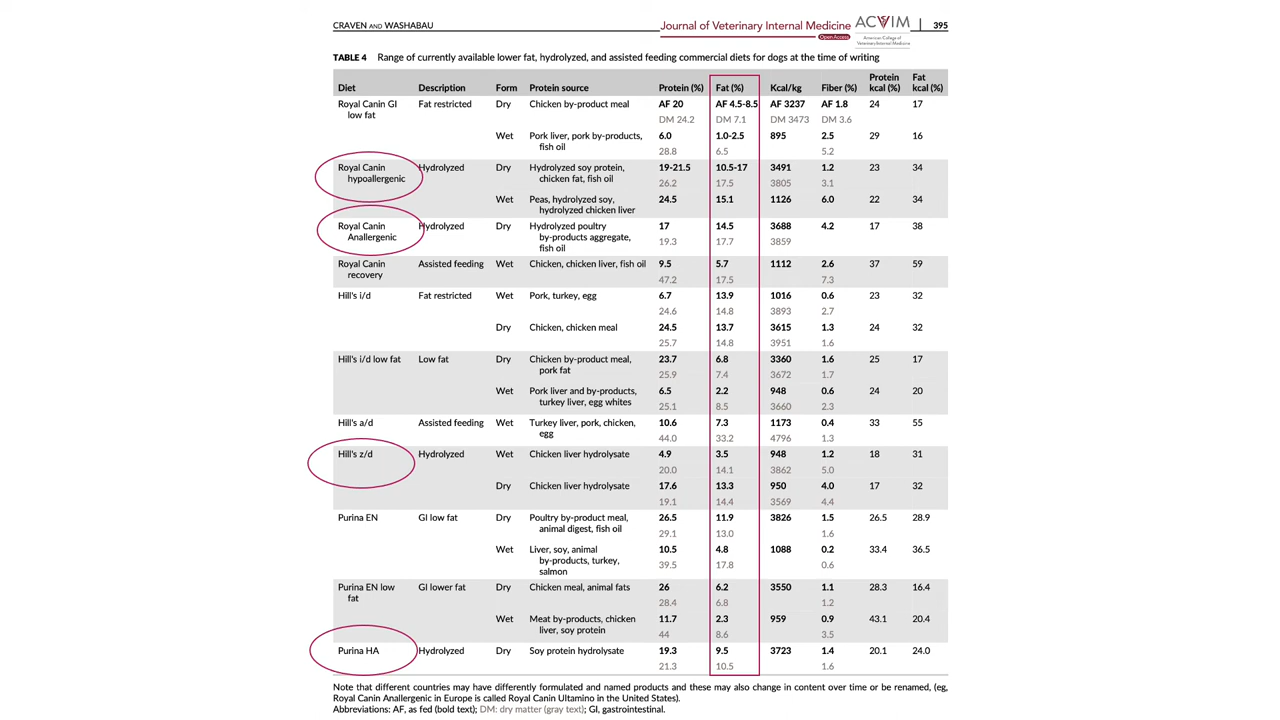 CRAVEN AND WASHABAU
Journal of Veterinary Internal Medicine
Open Access
ACVIM
American College of
Veterinary Internal Medicine
395
TABLE 4 Range of currently available lower fat, hydrolyzed, and assisted feeding commercial diets for dogs at the time of writing
Diet Description Form Protein source Protein (%) Fat (%) Kcal/kg Fiber (%) Protein kcal (%) Fat kcal (%)
Royal Canin GI Fat restricted Dry Chicken by-product meal AF 20 AF 4.5-8.5 AF 3237 AF 1.8 24 17
low fat DM 24.2 DM 7.1 DM 3473 DM 3.6
Wet Pork liver, pork by-products, 6.0 1.0-2.5 895 2.5 29 16
fish oil
28.8 6.5 5.2
Royal Canin Hydrolyzed Dry Hydrolyzed soy protein, 19-21.5 10.5-17 3491 1.2 23 34
hypoallergenic chicken fat, fish oil 26.2 17.5 3805 3.1
Wet Peas, hydrolyzed soy, 24.5 15.1 1126 6.0 22 34
hydrolyzed chicken liver
Royal Canin Hydrolyzed Dry Hydrolyzed poultry 17 14.5 3688 4.2 17 38
Anallergenic by-products aggregate, 19.3 17.7 3859
fish oil
Royal Canin Assisted feeding Wet Chicken, chicken liver, fish oil 9.5 5.7 1112 2.6 37 59
recovery 47.2 17.5 7.3
Hill's i/d Fat restricted Wet Pork, turkey, egg 6.7 13.9 1016 0.6 23 32
24.6 14.8 3893 2.7
Dry Chicken, chicken meal 24.5 13.7 3615 1.3 24 32
25.7 14.8 3951 1.6
Hill's i/d low fat Low fat Dry Chicken by-product meal, 23.7 6.8 3360 1.6 25 17
pork fat 25.9 7.4 3672 1.7
Wet Pork liver and by-products, 6.5 2.2 948 0.6 24 20
turkey liver, egg whites 25.1 8.5 3660 2.3
Hill's a/d Assisted feeding Wet Turkey liver, pork, chicken, 10.6 7.3 1173 0.4 33 55
egg 44.0 33.2 4796 1.3
Hill's z/d Hydrolyzed Wet Chicken liver hydrolysate 4.9 3.5 948 1.2 18 31
20.0 14.1 3862 5.0
Dry Chicken liver hydrolysate 17.6 13.3 950 4.0 17 32
19.1 14.4 3569 4.4
Purina EN GI low fat Dry Poultry by-product meal, 26.5 11.9 3826 1.5 26.5 28.9
animal digest, fish oil 29.1 13.0 1.6
Wet Liver, soy, animal 10.5 4.8 1088 0.2 33.4 36.5
by-products, turkey, 39.5 17.8 0.6
salmon
Purina EN low GI lower fat Dry Chicken meal, animal fats 26 6.2 3550 1.1 28.3 16.4
fat 28.4 6.8 1.2
Wet Meat by-products, chicken 11.7 2.3 959 0.9 43.1 20.4
liver, soy protein 44 8.6 3.5
Purina HA Hydrolyzed Dry Soy protein hydrolysate 19.3 9.5 3723 1.4 20.1 24.0
21.3 10.5 1.6
Note that different countries may have differently formulated and named products and these may also change in content over time or be renamed, (eg,
Royal Canin Anallergenic in Europe is called Royal Canin Ultamino in the United States).
Abbreviations: AF, as fed (bold text); DM: dry matter (gray text); GI, gastrointestinal.